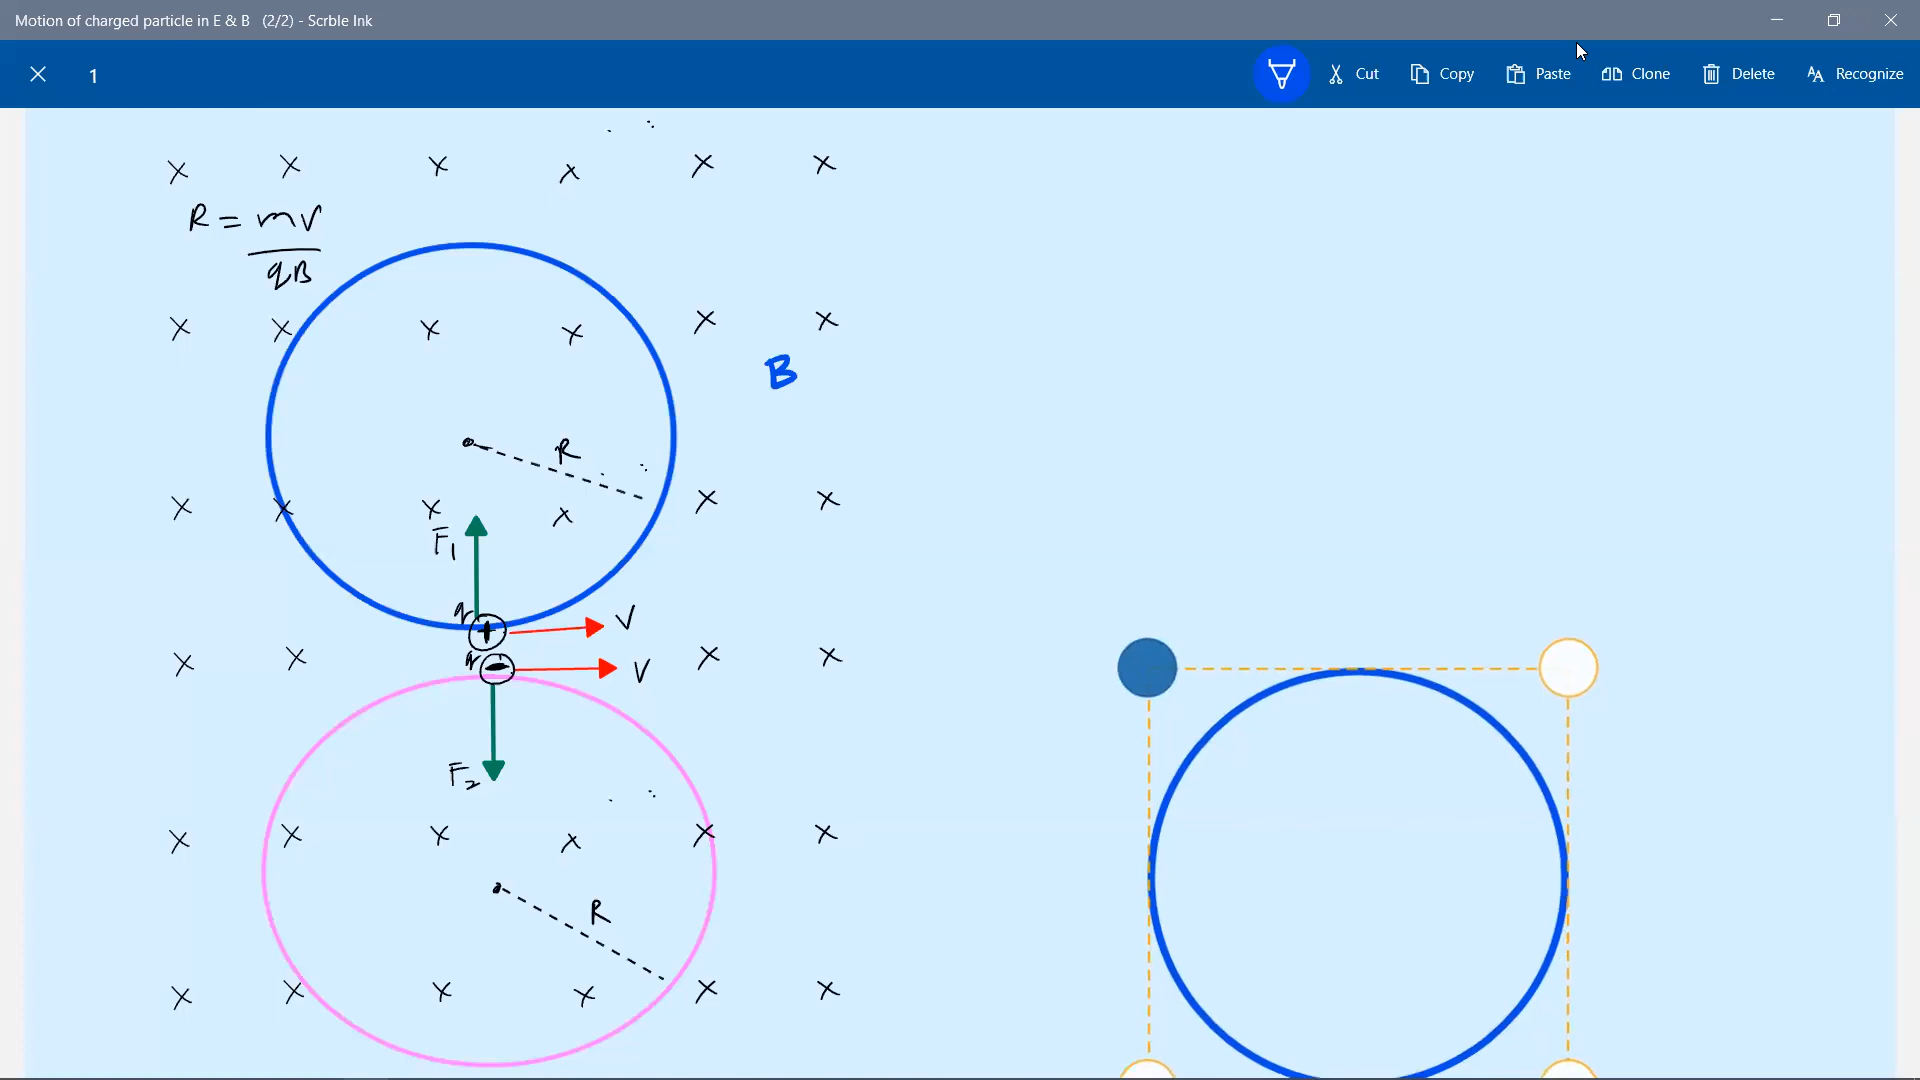 Motion of charged particle in E & B (2/2) - Scrble Ink
1
Cut
Copy
Paste
Clone
Delete
Recognize
x x x x x x
R = mv
qB
x x x x x x
B
R
x x x x x x
F1
q
+ V
x x x x
q
- V
F2
x x x x x x
R
x x x x x x